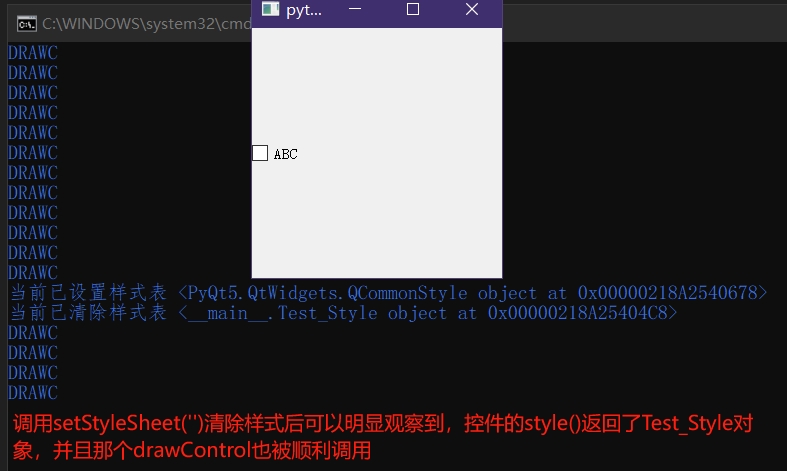 C:\WINDOWS\system32\cmd
pyt...
DRAWC
DRAWC
DRAWC
DRAWC
DRAWC
DRAWC
DRAWC
DRAWC
DRAWC
DRAWC
DRAWC
DRAWC
ABC
当前已设置样式表 <PyQt5.QtWidgets.QCommonStyle object at 0x00000218A2540678>
当前已清除样式表 <__main__.Test_Style object at 0x00000218A25404C8>
DRAWC
DRAWC
DRAWC
DRAWC
调用setStyleSheet('')清除样式后可以明显观察到，控件的style()返回了Test_Style对
象，并且那个drawControl也被顺利调用